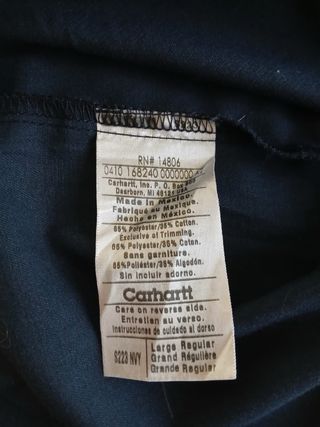 RN# 14806
0410 168240 0000000
Carhartt, Inc. P. O. Box
Dearborn, MI 48121 USA
Made in Mexico.
Fabriqué au Mexique.
Hecho en México.
65% Polyester/35% Cotton.
Exclusive of Trimming.
65% Polyester/35% Coton.
Sans garniture.
65%Poliéster/35% Algodón.
Sin incluir adorno.
Carhartt
Care on reverse side.
Entretien au verso.
Instrucciones de cuidado al dorso
S223 NVY
Large Regular
Grand Régulière
Grande Regular